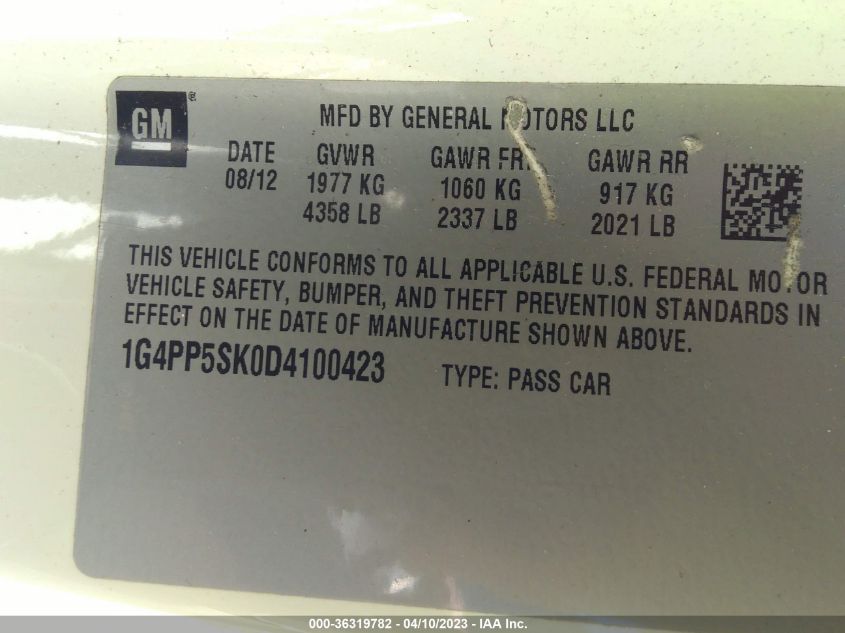 GM ®
MFD BY GENERAL MOTORS LLC
DATE GVWR GAWR FRT GAWR RR
08/12 1977 KG 1060 KG 917 KG
4358 LB 2337 LB 2021 LB
THIS VEHICLE CONFORMS TO ALL APPLICABLE U.S. FEDERAL MOTOR
VEHICLE SAFETY, BUMPER, AND THEFT PREVENTION STANDARDS IN
EFFECT ON THE DATE OF MANUFACTURE SHOWN ABOVE.
1G4PP5SK0D4100423 TYPE: PASS CAR
000-36319782 - 04/10/2023 - IAA Inc.